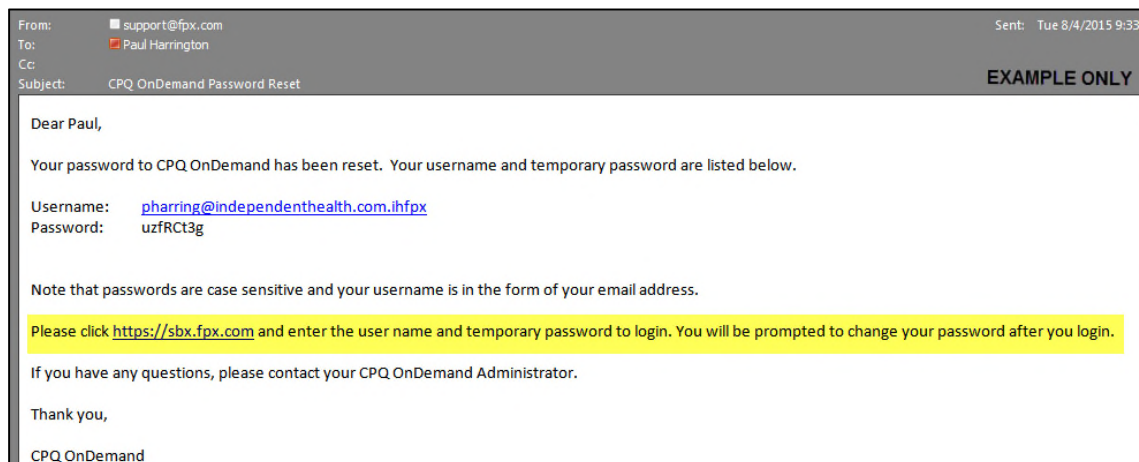 From: support@fpx.com Sent: Tue 8/4/2015 9:33
To: Paul Harrington
Cc:
Subject: CPQ OnDemand Password Reset EXAMPLE ONLY
Dear Paul,
Your password to CPQ OnDemand has been reset. Your username and temporary password are listed below.
Username: pharring@independenthealth.com.ihfpx
Password: uzfRCt3g
Note that passwords are case sensitive and your username is in the form of your email address.
Please click https://sbx.fpx.com and enter the user name and temporary password to login. You will be prompted to change your password after you login.
If you have any questions, please contact your CPQ OnDemand Administrator.
Thank you,
CPQ OnDemand